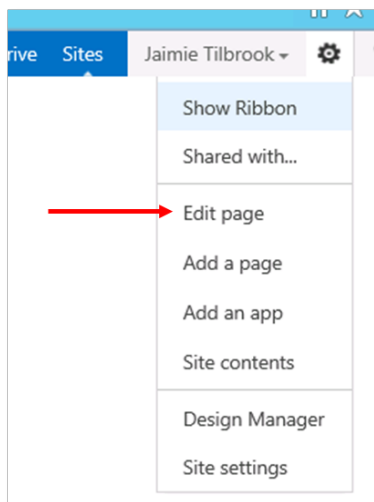 rive Sites Jaimie Tilbrook
Show Ribbon
Shared with...
Edit page
Add a page
Add an app
Site contents
Design Manager
Site settings